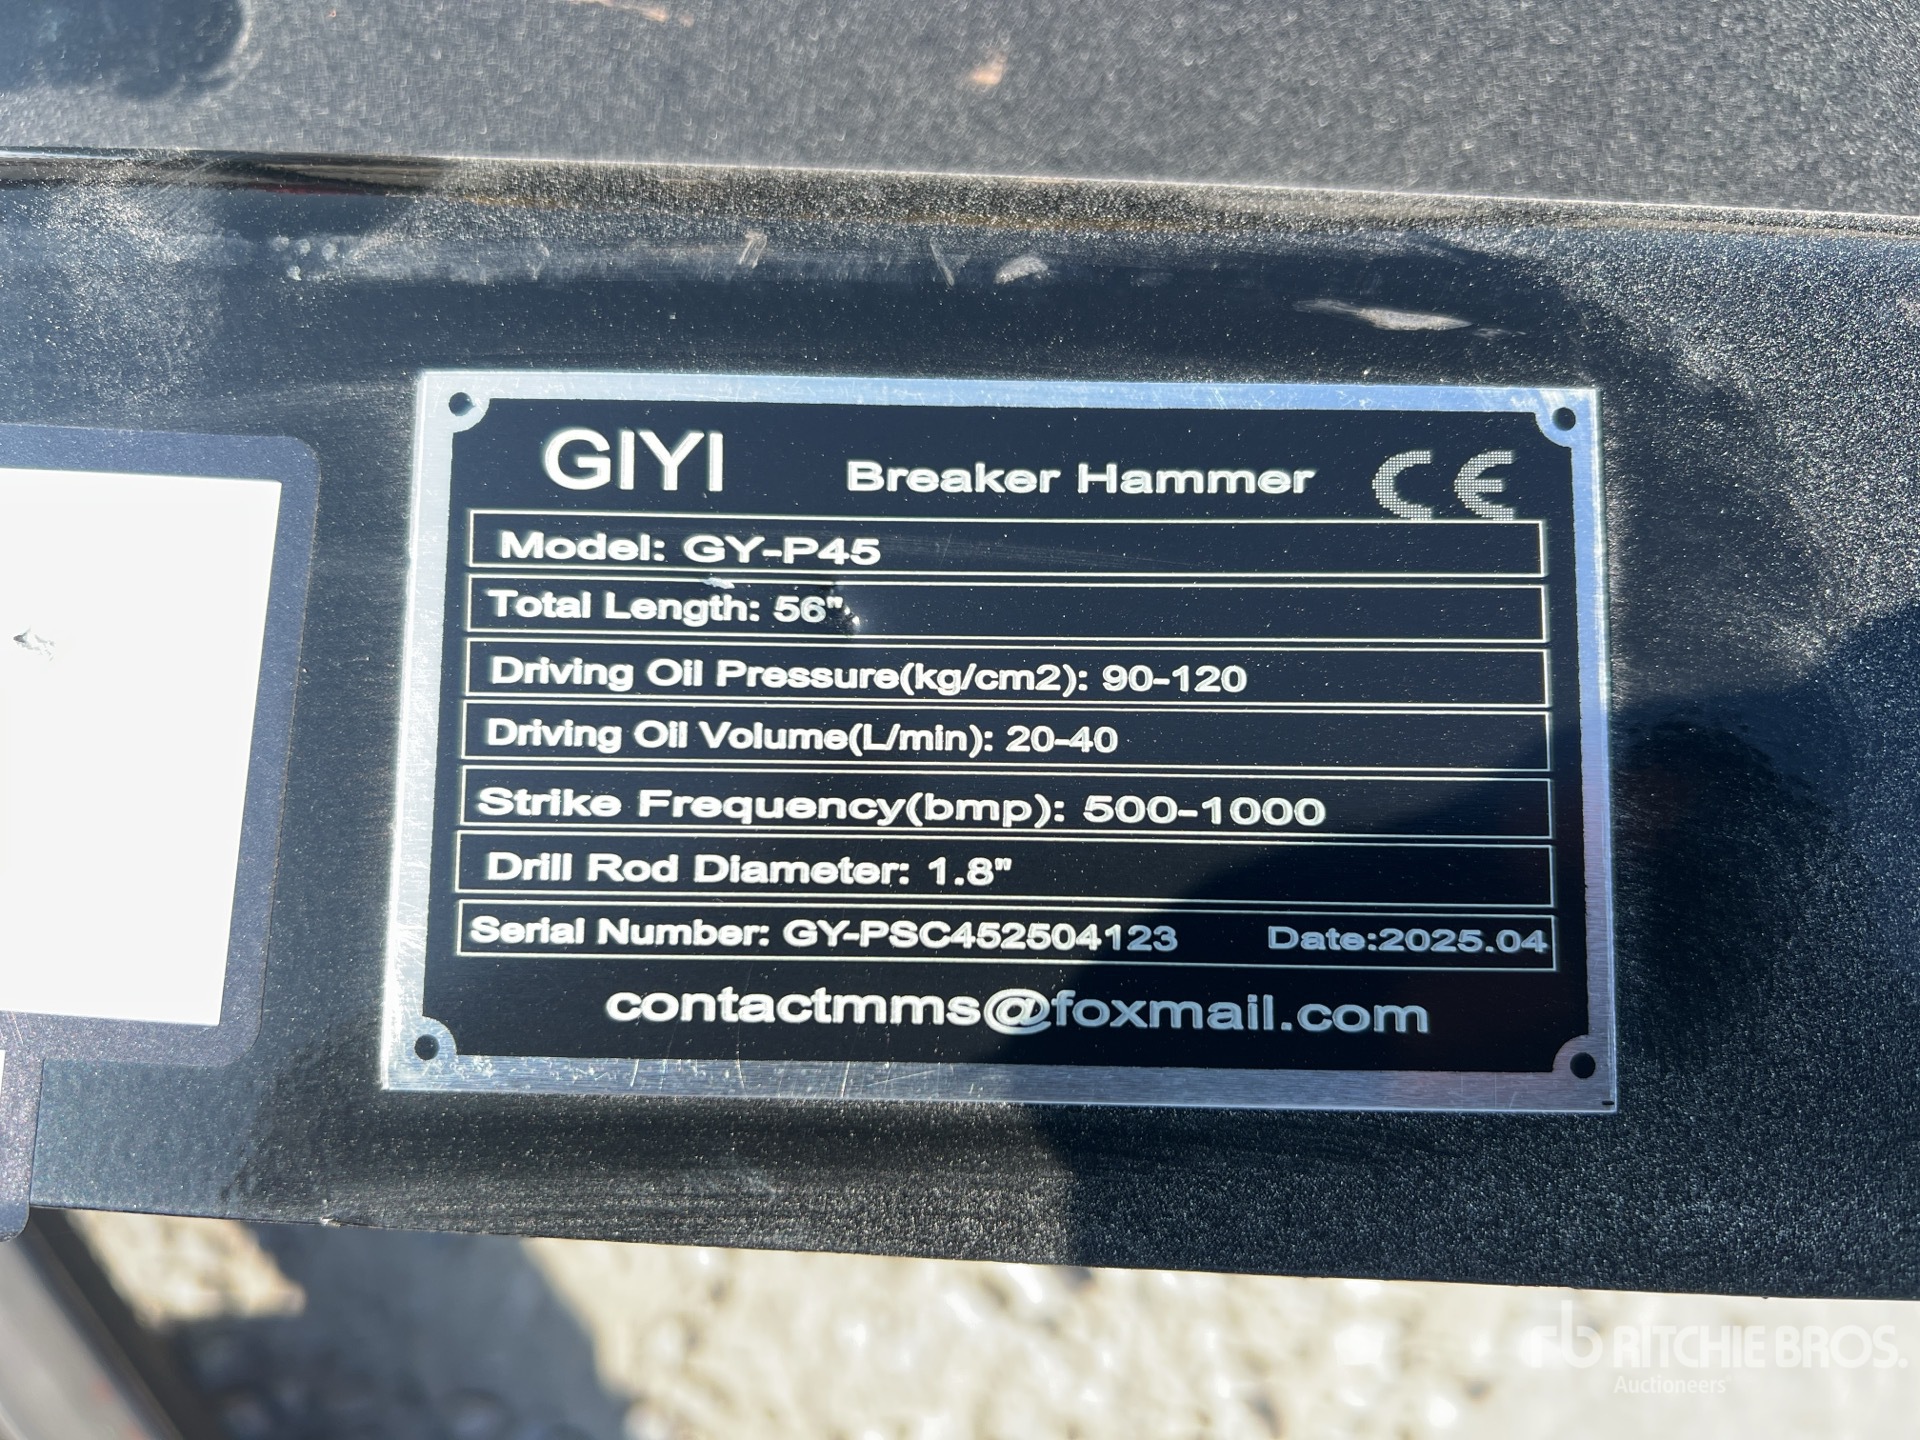 GIYI Breaker Hammer CE
Model: GY-P45
Total Length: 56"
Driving Oil Pressure(kg/cm2): 90-120
Driving Oil Volume(L/min): 20-40
Strike Frequency(bmp): 500-1000
Drill Rod Diameter: 1.8"
Serial Number: GY-PSC452504123 Date:2025.04
contactmms@foxmail.com
rb RITCHIE BROS.
Auctioneers